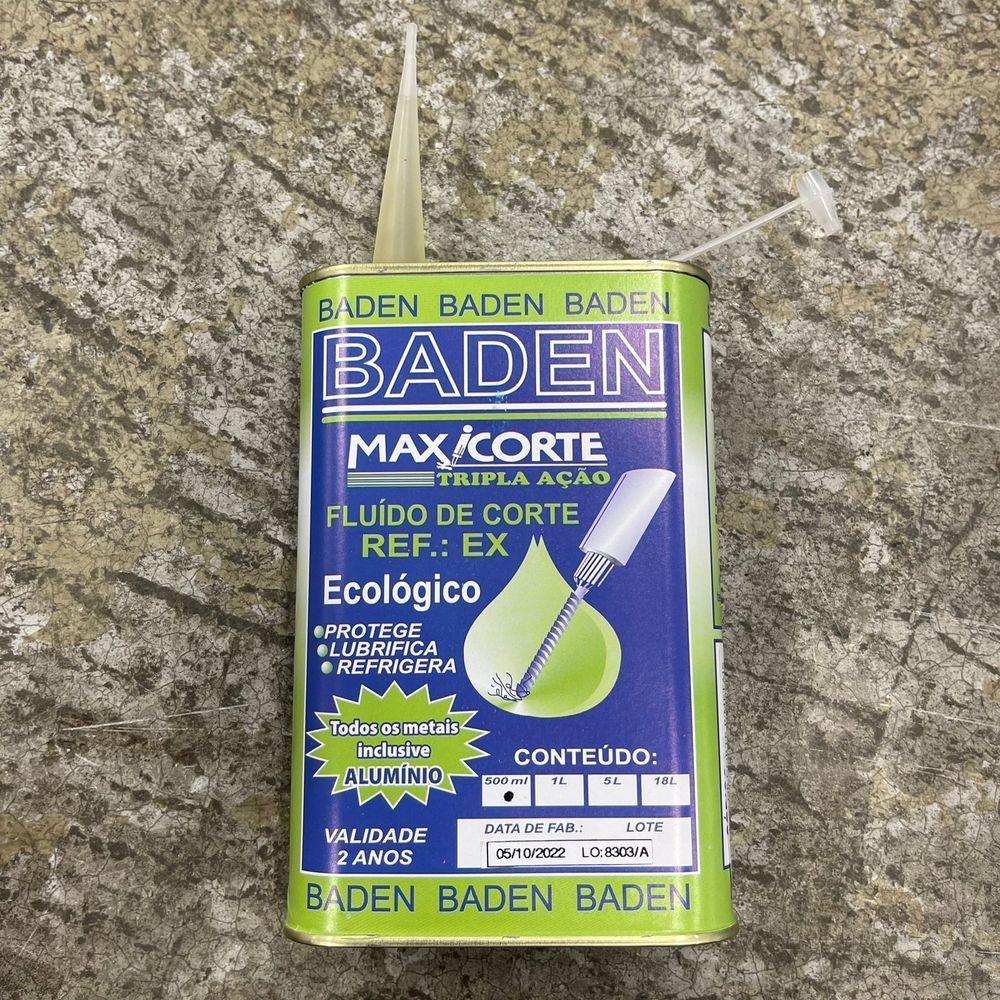 BADEN BADEN BADEN
BADEN
MAXiCORTE
TRIPLA AÇÃO
FLUÍDO DE CORTE
REF.: EX
Ecológico
PROTEGE
LUBRIFICA
REFRIGERA
Todos os metais
inclusive
ALUMÍNIO
CONTEÚDO:
500 ml 1L 5L 18L
VALIDADE
2 ANOS
DATA DE FAB.: LOTE
05/10/2022 LO:8303/A
BADEN BADEN BADEN